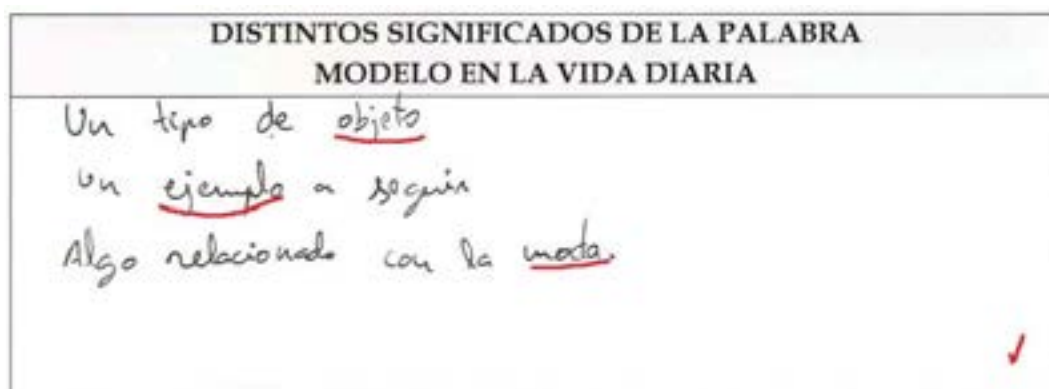 DISTINTOS SIGNIFICADOS DE LA PALABRA
MODELO EN LA VIDA DIARIA
Un tipo de objeto
Un ejemplo a seguir
Algo relacionado con la moda.